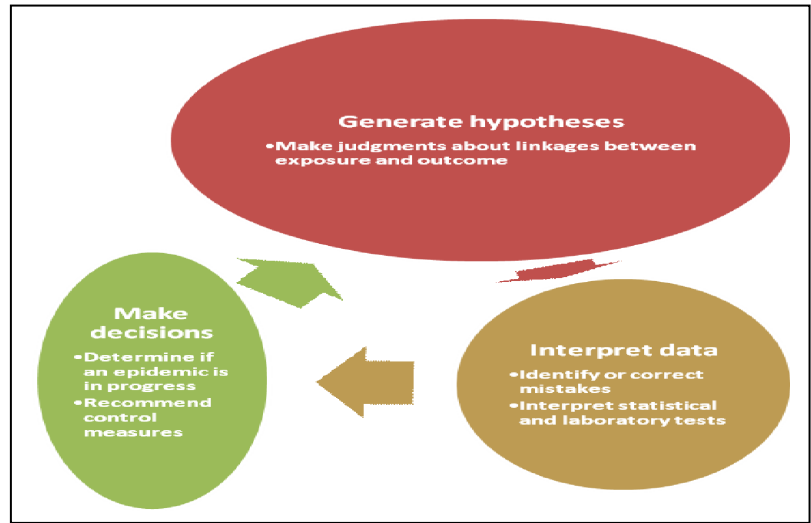 Generate hypotheses
•Make judgments about linkages between
exposure and outcome
Make
decisions
•Determine if
an epidemic is
in progress
•Recommend
control
measures
Interpret data
•Identify or correct
mistakes
•Interpret statistical
and laboratory tests